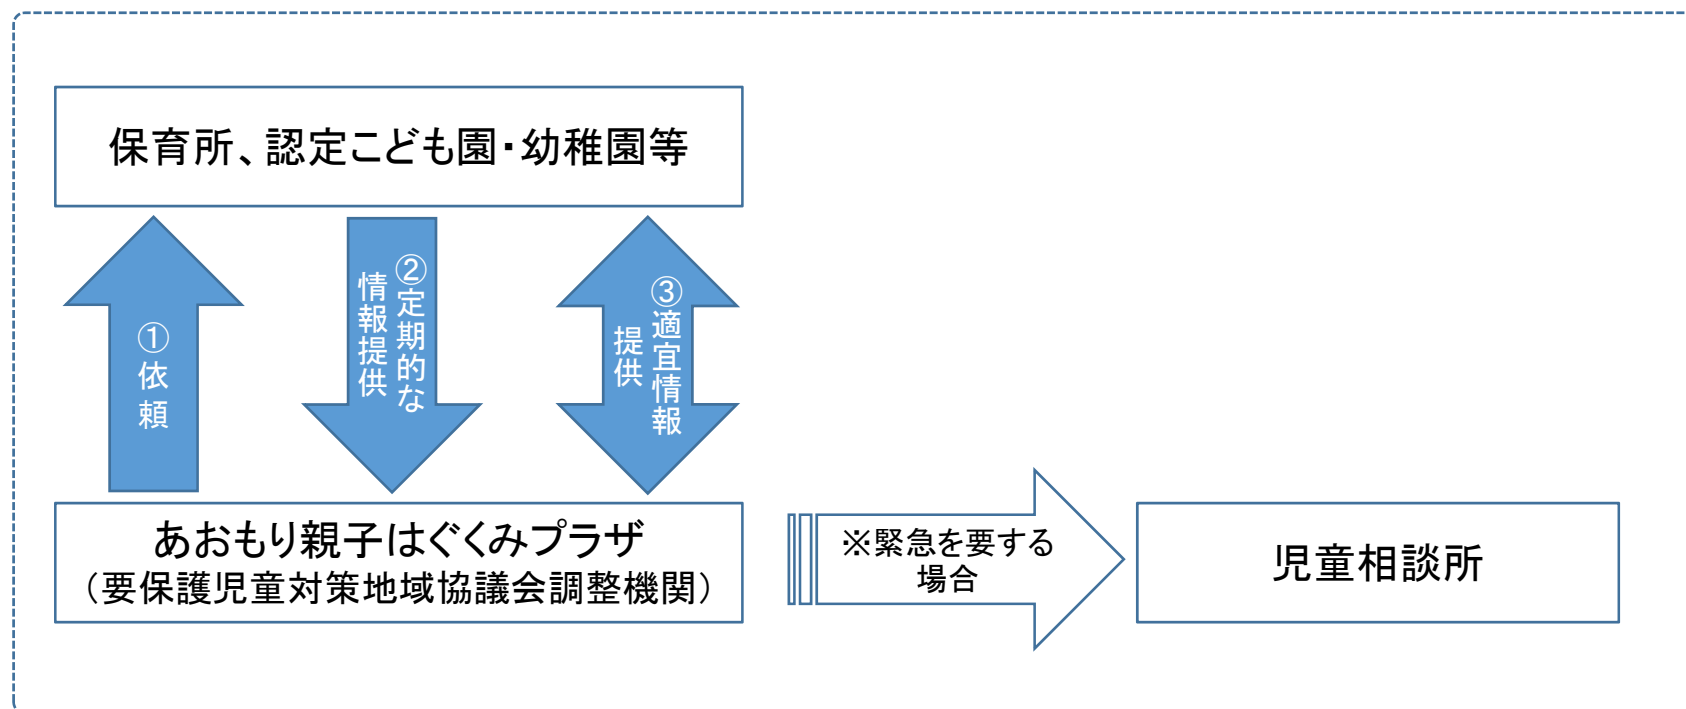 保育所、認定こども園・幼稚園等
①依頼
②定期的な
情報提供
③適宜情報
提供
あおもり親子はぐくみプラザ
（要保護児童対策地域協議会調整機関）
※緊急を要する
場合
児童相談所